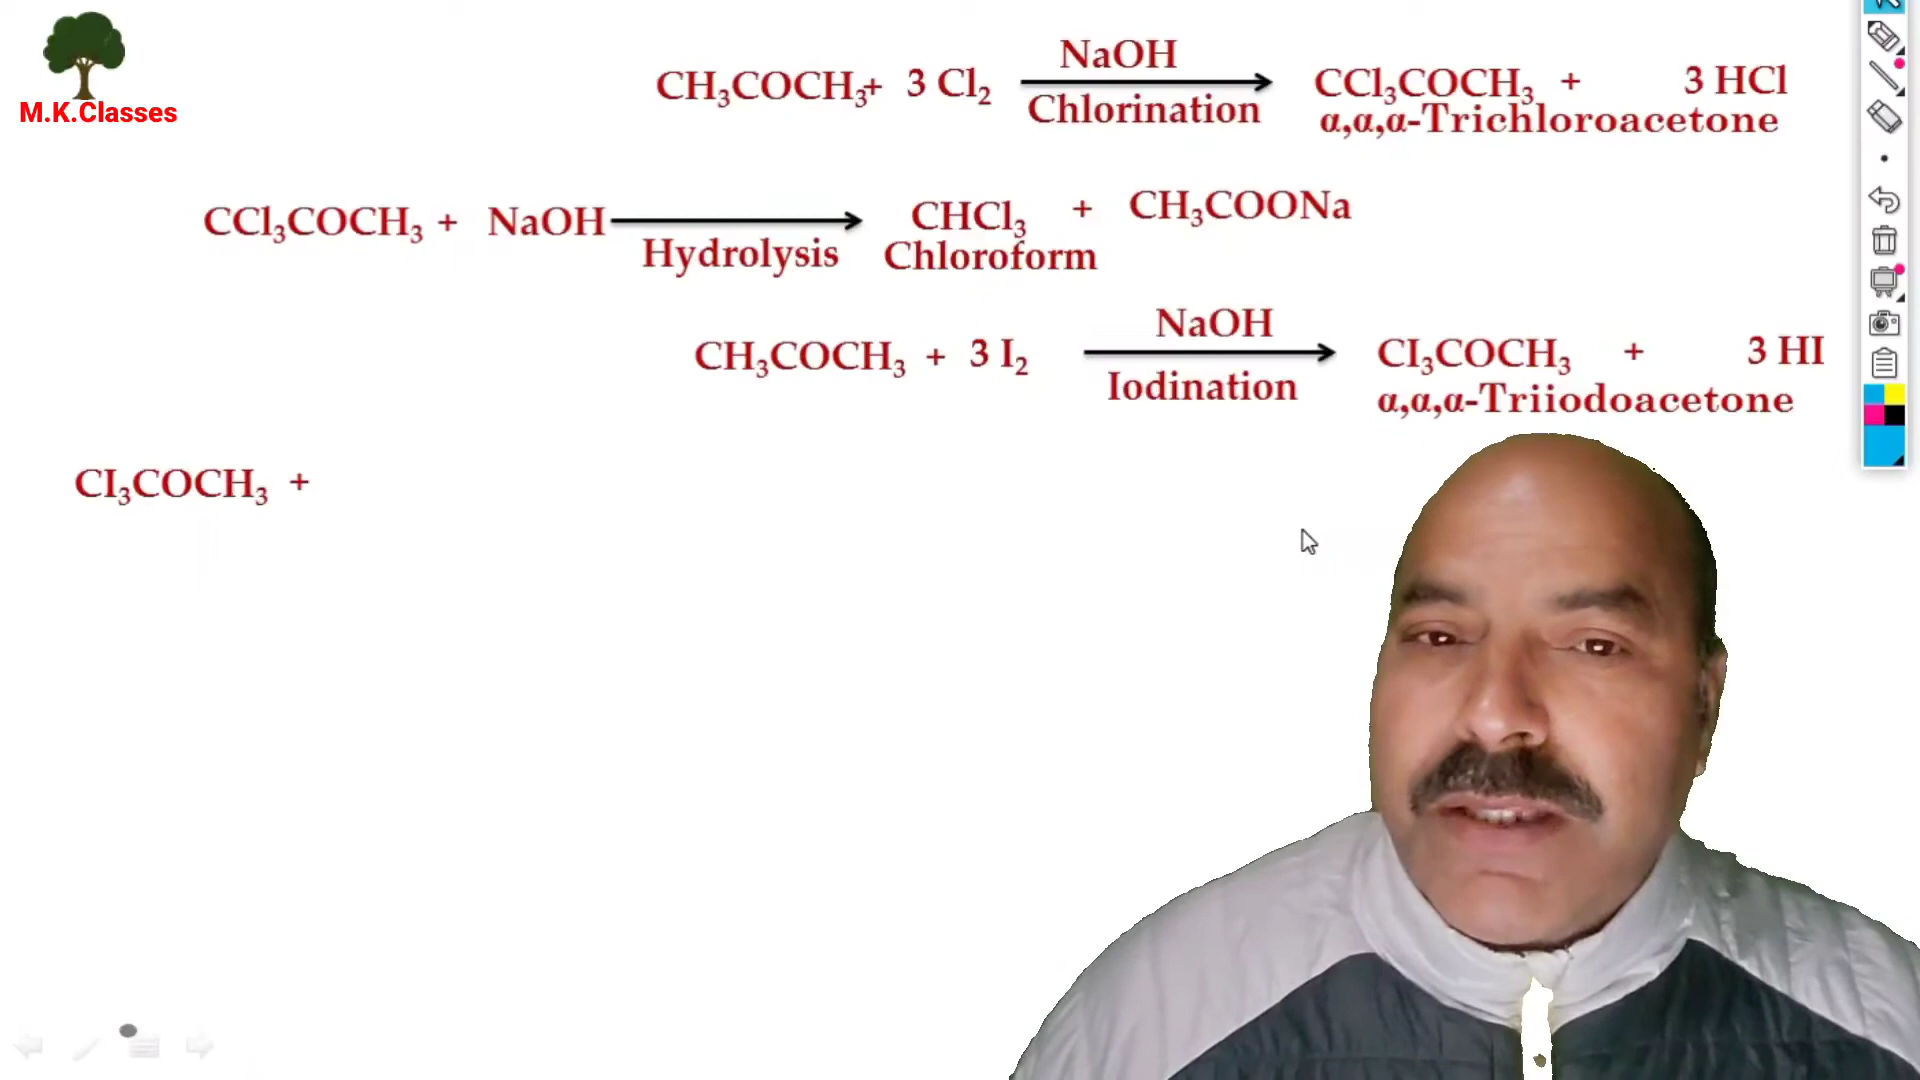 M.K.Classes
NaOH
CH₃COCH₃+ 3 Cl₂ CCl₃COCH₃ + 3 HCl
Chlorination α,α,α-Trichloroacetone
CCl₃COCH₃ + NaOH CHCl₃ + CH₃COONa
Hydrolysis Chloroform
NaOH
CH₃COCH₃ + 3 I₂ CI₃COCH₃ + 3 HI
Iodination α,α,α-Triiodoacetone
CI₃COCH₃ +